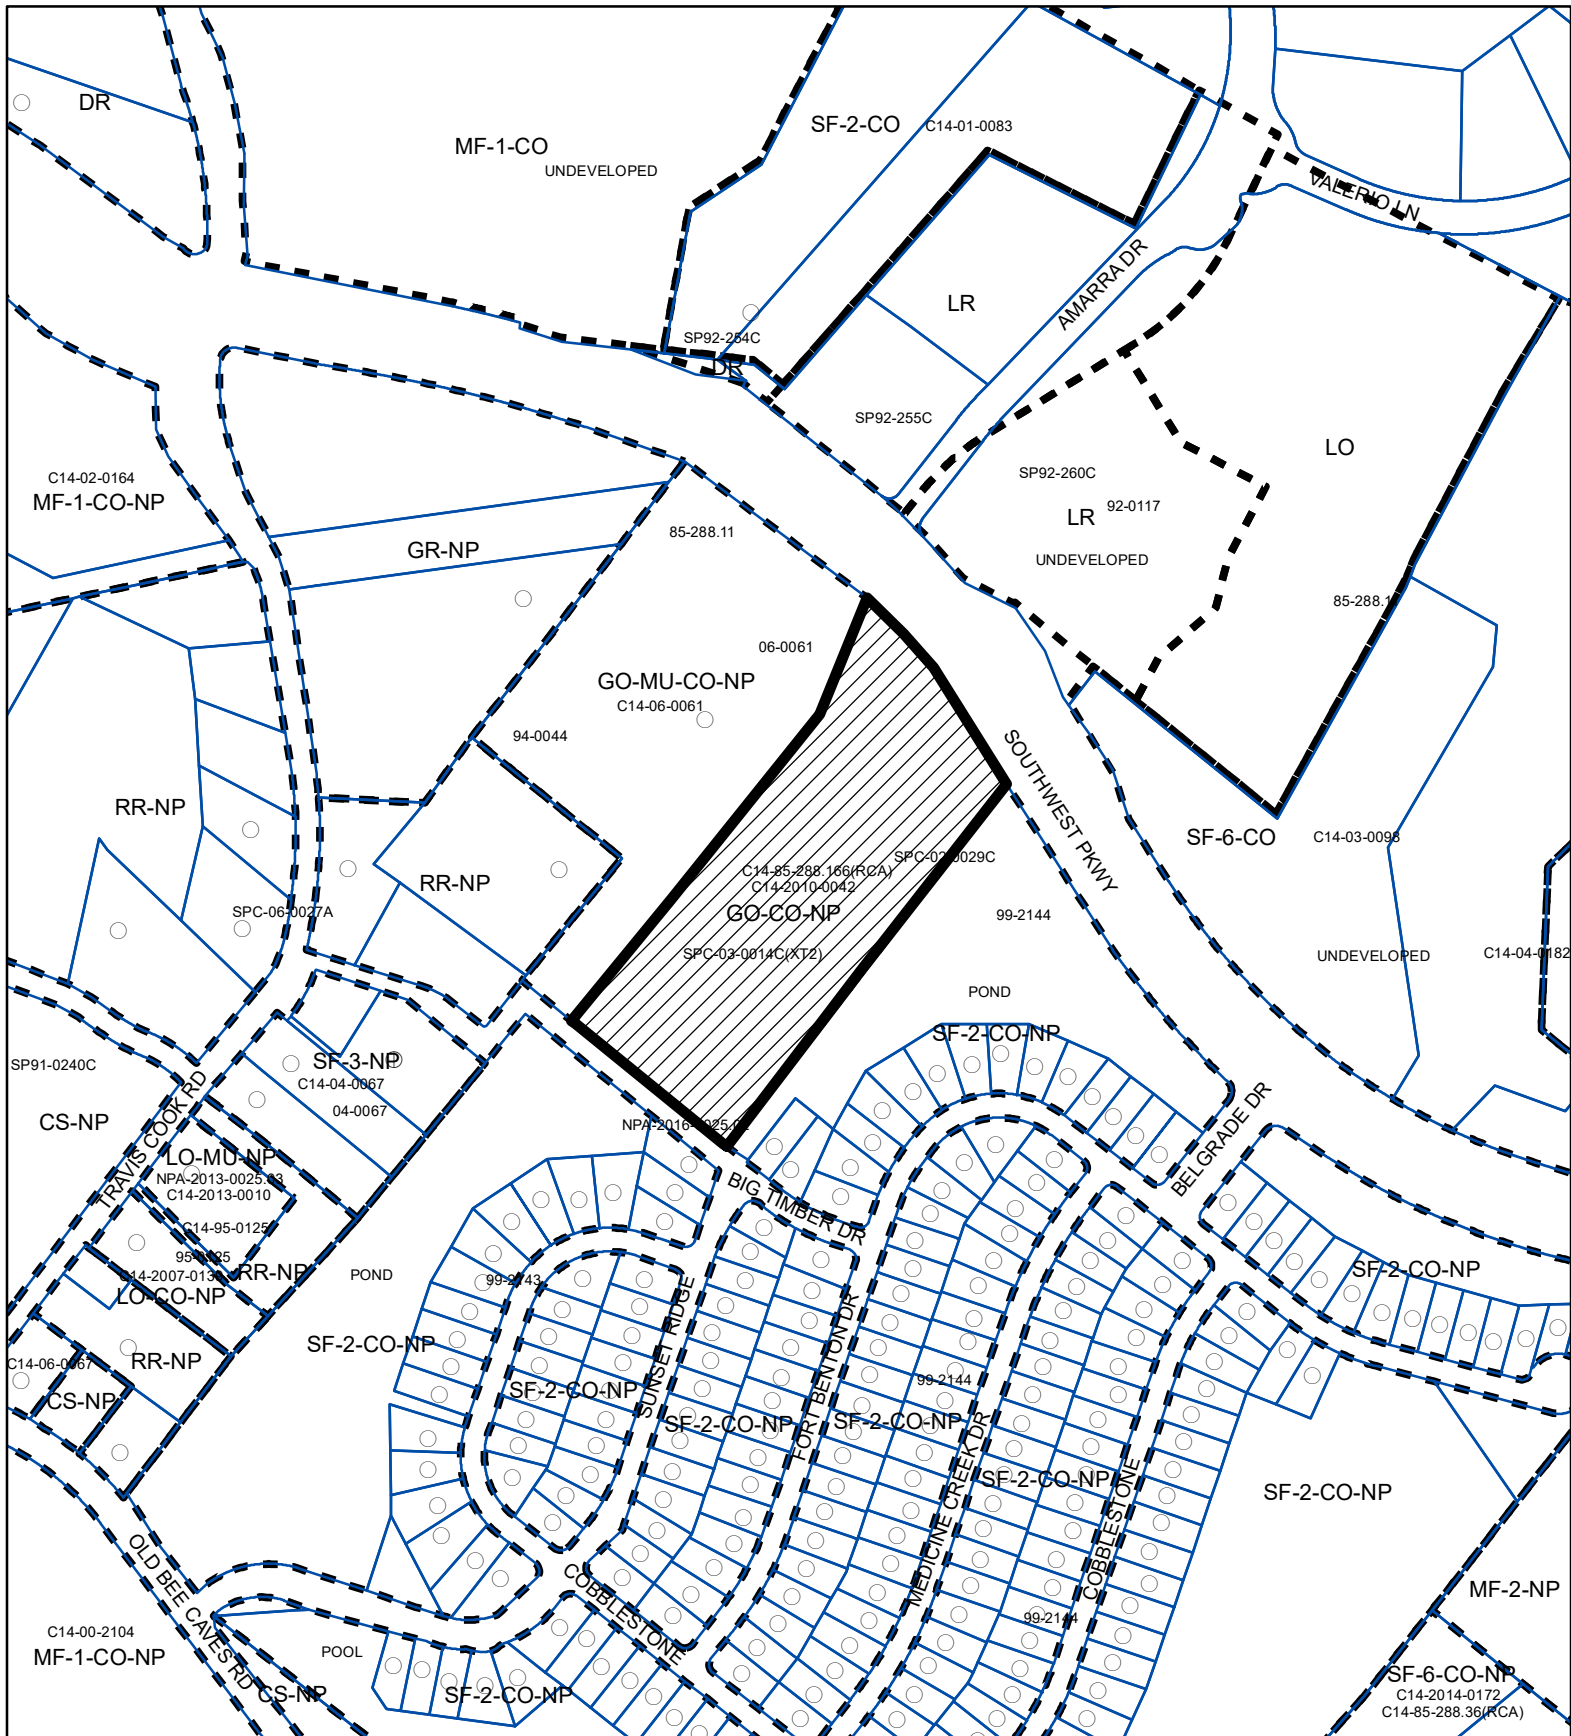 DR
MF-1-CO
UNDEVELOPED
SF-2-CO
C14-01-0083
VALERIO LN
AMARRA DR
LR
SP92-254C
DR
SP92-255C
LO
SP92-260C
92-0117
LR
UNDEVELOPED
C14-02-0164
MF-1-CO-NP
GR-NP
85-288.11
06-0061
GO-MU-CO-NP
C14-06-0061
94-0044
SOUTHWEST PKWY
RR-NP
RR-NP
SF-6-CO
C14-03-0098
C14-85-288.166(RCA)
SPC-02-0029C
C14-2010-0042
GO-CO-NP
SPC-03-0014C(XT2)
99-2144
SPC-06-0027A
UNDEVELOPED
C14-04-0182
POND
SF-2-CO-NP
SP91-0240C
CS-NP
TRAVIS COOK RD
SF-3-NP
C14-04-0067
04-0067
BELGRADE DR
LO-MU-NP
NPA-2013-0025.03
C14-2013-0010
C14-95-0125
95-0125
RR-NP
LO-CO-NP
BIG TIMBER DR
POND
99-2743
SF-2-CO-NP
SF-2-CO-NP
C14-06-0067
RR-NP
CS-NP
SUNSET RIDGE
FORT BENTON DR
SF-2-CO-NP
99-2144
SF-2-CO-NP
SF-2-CO-NP
MEDICINE CREEK DR
SF-2-CO-NP
COBBLESTONE
SF-2-CO-NP
OLD BEE CAVES RD
COBBLESTONE
MF-2-NP
99-2144
C14-00-2104
MF-1-CO-NP
POOL
CS-NP
SF-2-CO-NP
SF-6-CO-NP
C14-2014-0172
C14-85-288.36(RCA)